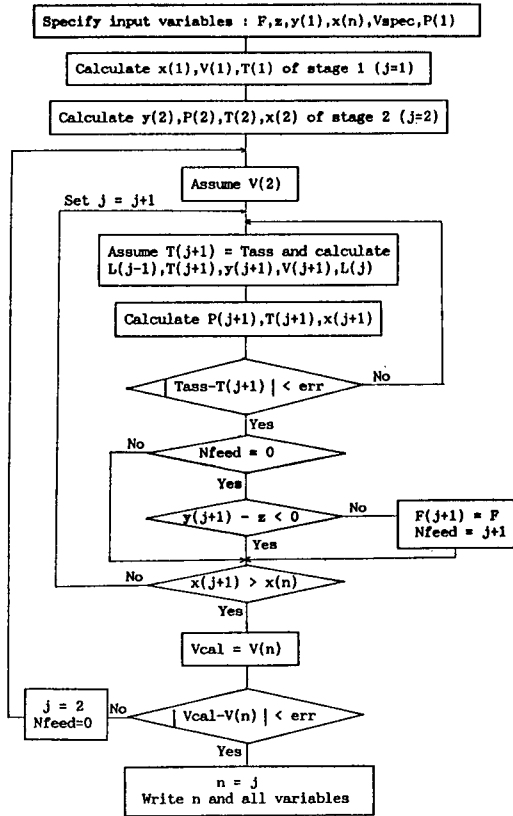 Specify input variables : F,z,y(1),x(n),Vspec,P(1)
Calculate x(1),V(1),T(1) of stage 1 (j=1)
Calculate y(2),P(2),T(2),x(2) of stage 2 (j=2)
Assume V(2)
Set j = j+1
Assume T(j+1) = Tass and calculate
L(j-1),T(j+1),y(j+1),V(j+1),L(j)
Calculate P(j+1),T(j+1),x(j+1)
| Tass-T(j+1) | < err
No
Yes
No
Nfeed = 0
Yes
y(j+1) - z < 0
No
F(j+1) = F
Nfeed = j+1
Yes
No
x(j+1) > x(n)
Yes
Vcal = V(n)
j = 2
Nfeed=0
No
| Vcal-V(n) | < err
Yes
n = j
Write n and all variables